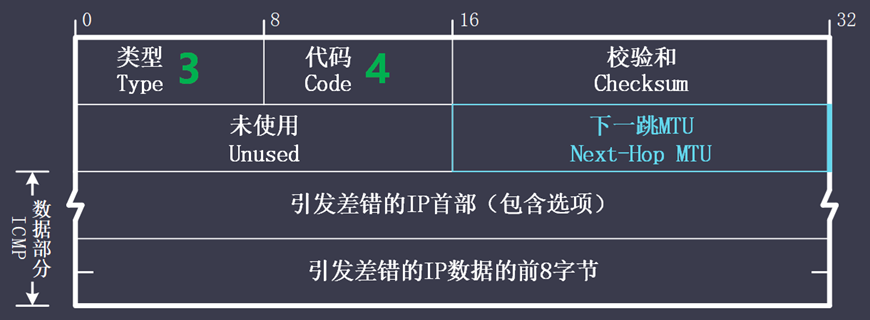 0 8 16 32
类型 3 代码 4 校验和
Type Code Checksum
未使用 下一跳MTU
Unused Next-Hop MTU
引发差错的IP首部（包含选项）
引发差错的IP数据的前8字节
数据部分
ICMP